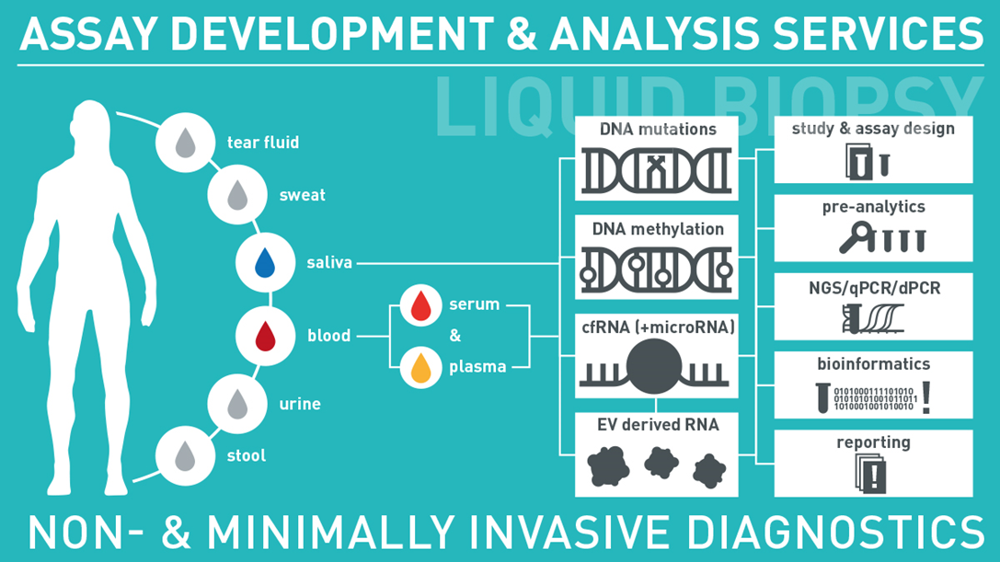 ASSAY DEVELOPMENT & ANALYSIS SERVICES
LIQUID BIOPSY
tear fluid
sweat
saliva
blood
urine
stool
serum
&
plasma
DNA mutations
DNA methylation
cfRNA (+microRNA)
EV derived RNA
study & assay design
pre-analytics
NGS/qPCR/dPCR
bioinformatics
0101000111101010
01010101001011011
1010001001010010
!
reporting
!
NON- & MINIMALLY INVASIVE DIAGNOSTICS